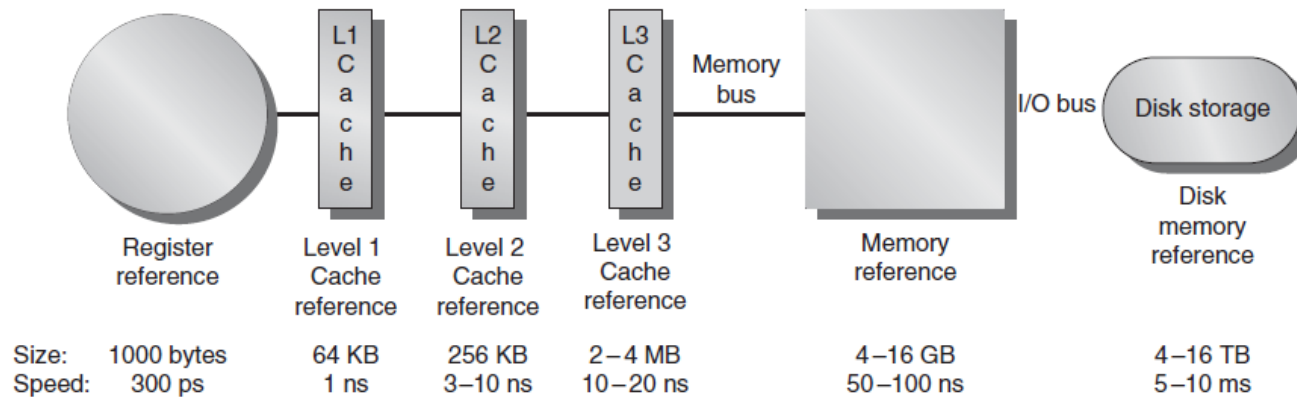 L1
C
a
c
h
e
L2
C
a
c
h
e
L3
C
a
c
h
e
Memory
bus
I/O bus
Disk storage
Register
reference
Level 1
Cache
reference
Level 2
Cache
reference
Level 3
Cache
reference
Memory
reference
Disk
memory
reference
Size: 1000 bytes 64 KB 256 KB 2–4 MB 4–16 GB 4–16 TB
Speed: 300 ps 1 ns 3–10 ns 10–20 ns 50–100 ns 5–10 ms